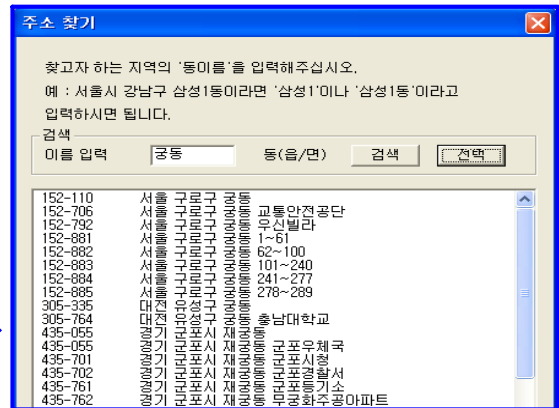 주소 찾기
찾고자 하는 지역의 '동이름'을 입력해주십시오.
예 : 서울시 강남구 삼성1동이라면 '삼성1'이나 '삼성1동'이라고
입력하시면 됩니다.
검색
이름 입력 궁동 동(읍/면) 검색 선택
152-110 서울 구로구 궁동
152-706 서울 구로구 궁동 교통안전공단
152-792 서울 구로구 궁동 우신빌라
152-881 서울 구로구 궁동 1~61
152-882 서울 구로구 궁동 62~100
152-883 서울 구로구 궁동 101~240
152-884 서울 구로구 궁동 241~277
152-885 서울 구로구 궁동 278~289
305-335 대전 유성구 궁동
305-764 대전 유성구 궁동 충남대학교
435-055 경기 군포시 재궁동
435-055 경기 군포시 재궁동 군포우체국
435-701 경기 군포시 재궁동 군포시청
435-702 경기 군포시 재궁동 군포경찰서
435-761 경기 군포시 재궁동 군포등기소
435-762 경기 군포시 재궁동 무궁화주공아파트